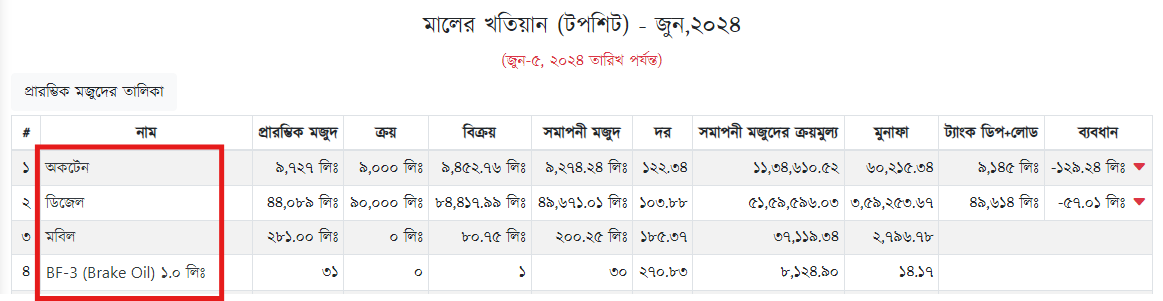 মালের খতিয়ান (টপশিট) - জুন,২০২৪
(জুন-৫, ২০২৪ তারিখ পর্যন্ত)
প্রারম্ভিক মজুদের তালিকা
# নাম প্রারম্ভিক মজুদ ক্রয় বিক্রয় সমাপনী মজুদ দর সমাপনী মজুদের ক্রয়মুল্য মুনাফা ট্যাংক ডিপ+লোড ব্যবধান
১ অকটেন ৯,৭২৭ লিঃ ৯,০০০ লিঃ ৯,৪৫২.৭৬ লিঃ ৯,২৭৪.২৪ লিঃ ১২২.৩৪ ১১,৩৪,৬১০.৫২ ৬০,২১৫.৩৪ ৯,১৪৫ লিঃ -১২৯.২৪ লিঃ
২ ডিজেল ৪৪,০৮৯ লিঃ ৯০,০০০ লিঃ ৮৪,৪১৭.৯৯ লিঃ ৪৯,৬৭১.০১ লিঃ ১০৩.৮৮ ৫১,৫৯,৫৯৬.০৩ ৩,৫৯,২৫৩.৬৭ ৪৯,৬১৪ লিঃ -৫৭.০১ লিঃ
৩ মবিল ২৮১.০০ লিঃ ০ লিঃ ৮০.৭৫ লিঃ ২০০.২৫ লিঃ ১৮৫.৩৭ ৩৭,১১৯.৩৪ ২,৭৯৬.৭৮
৪ BF-3 (Brake Oil) ১.০ লিঃ ৩১ ০ ১ ৩০ ২৭০.৮৩ ৮,১২৪.৯০ ১৪.১৭